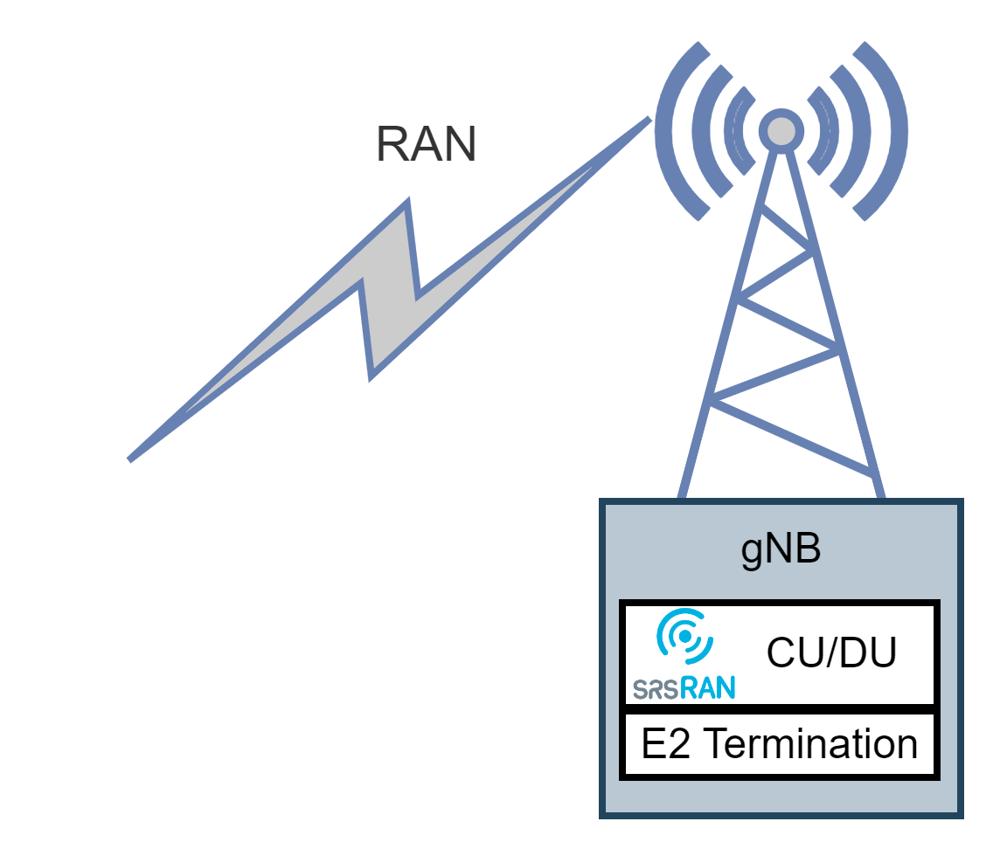 RAN
gNB
srsRAN
CU/DU
E2 Termination